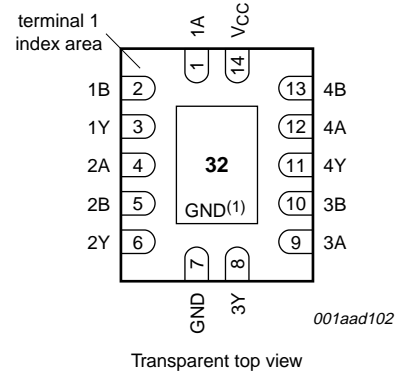 terminal 1
index area
1A
VCC
1
14
1B 2
13 4B
1Y 3
12 4A
2A 4
32
11 4Y
2B 5
GND(1)
10 3B
2Y 6
9 3A
7
8
GND
3Y
001aad102
Transparent top view